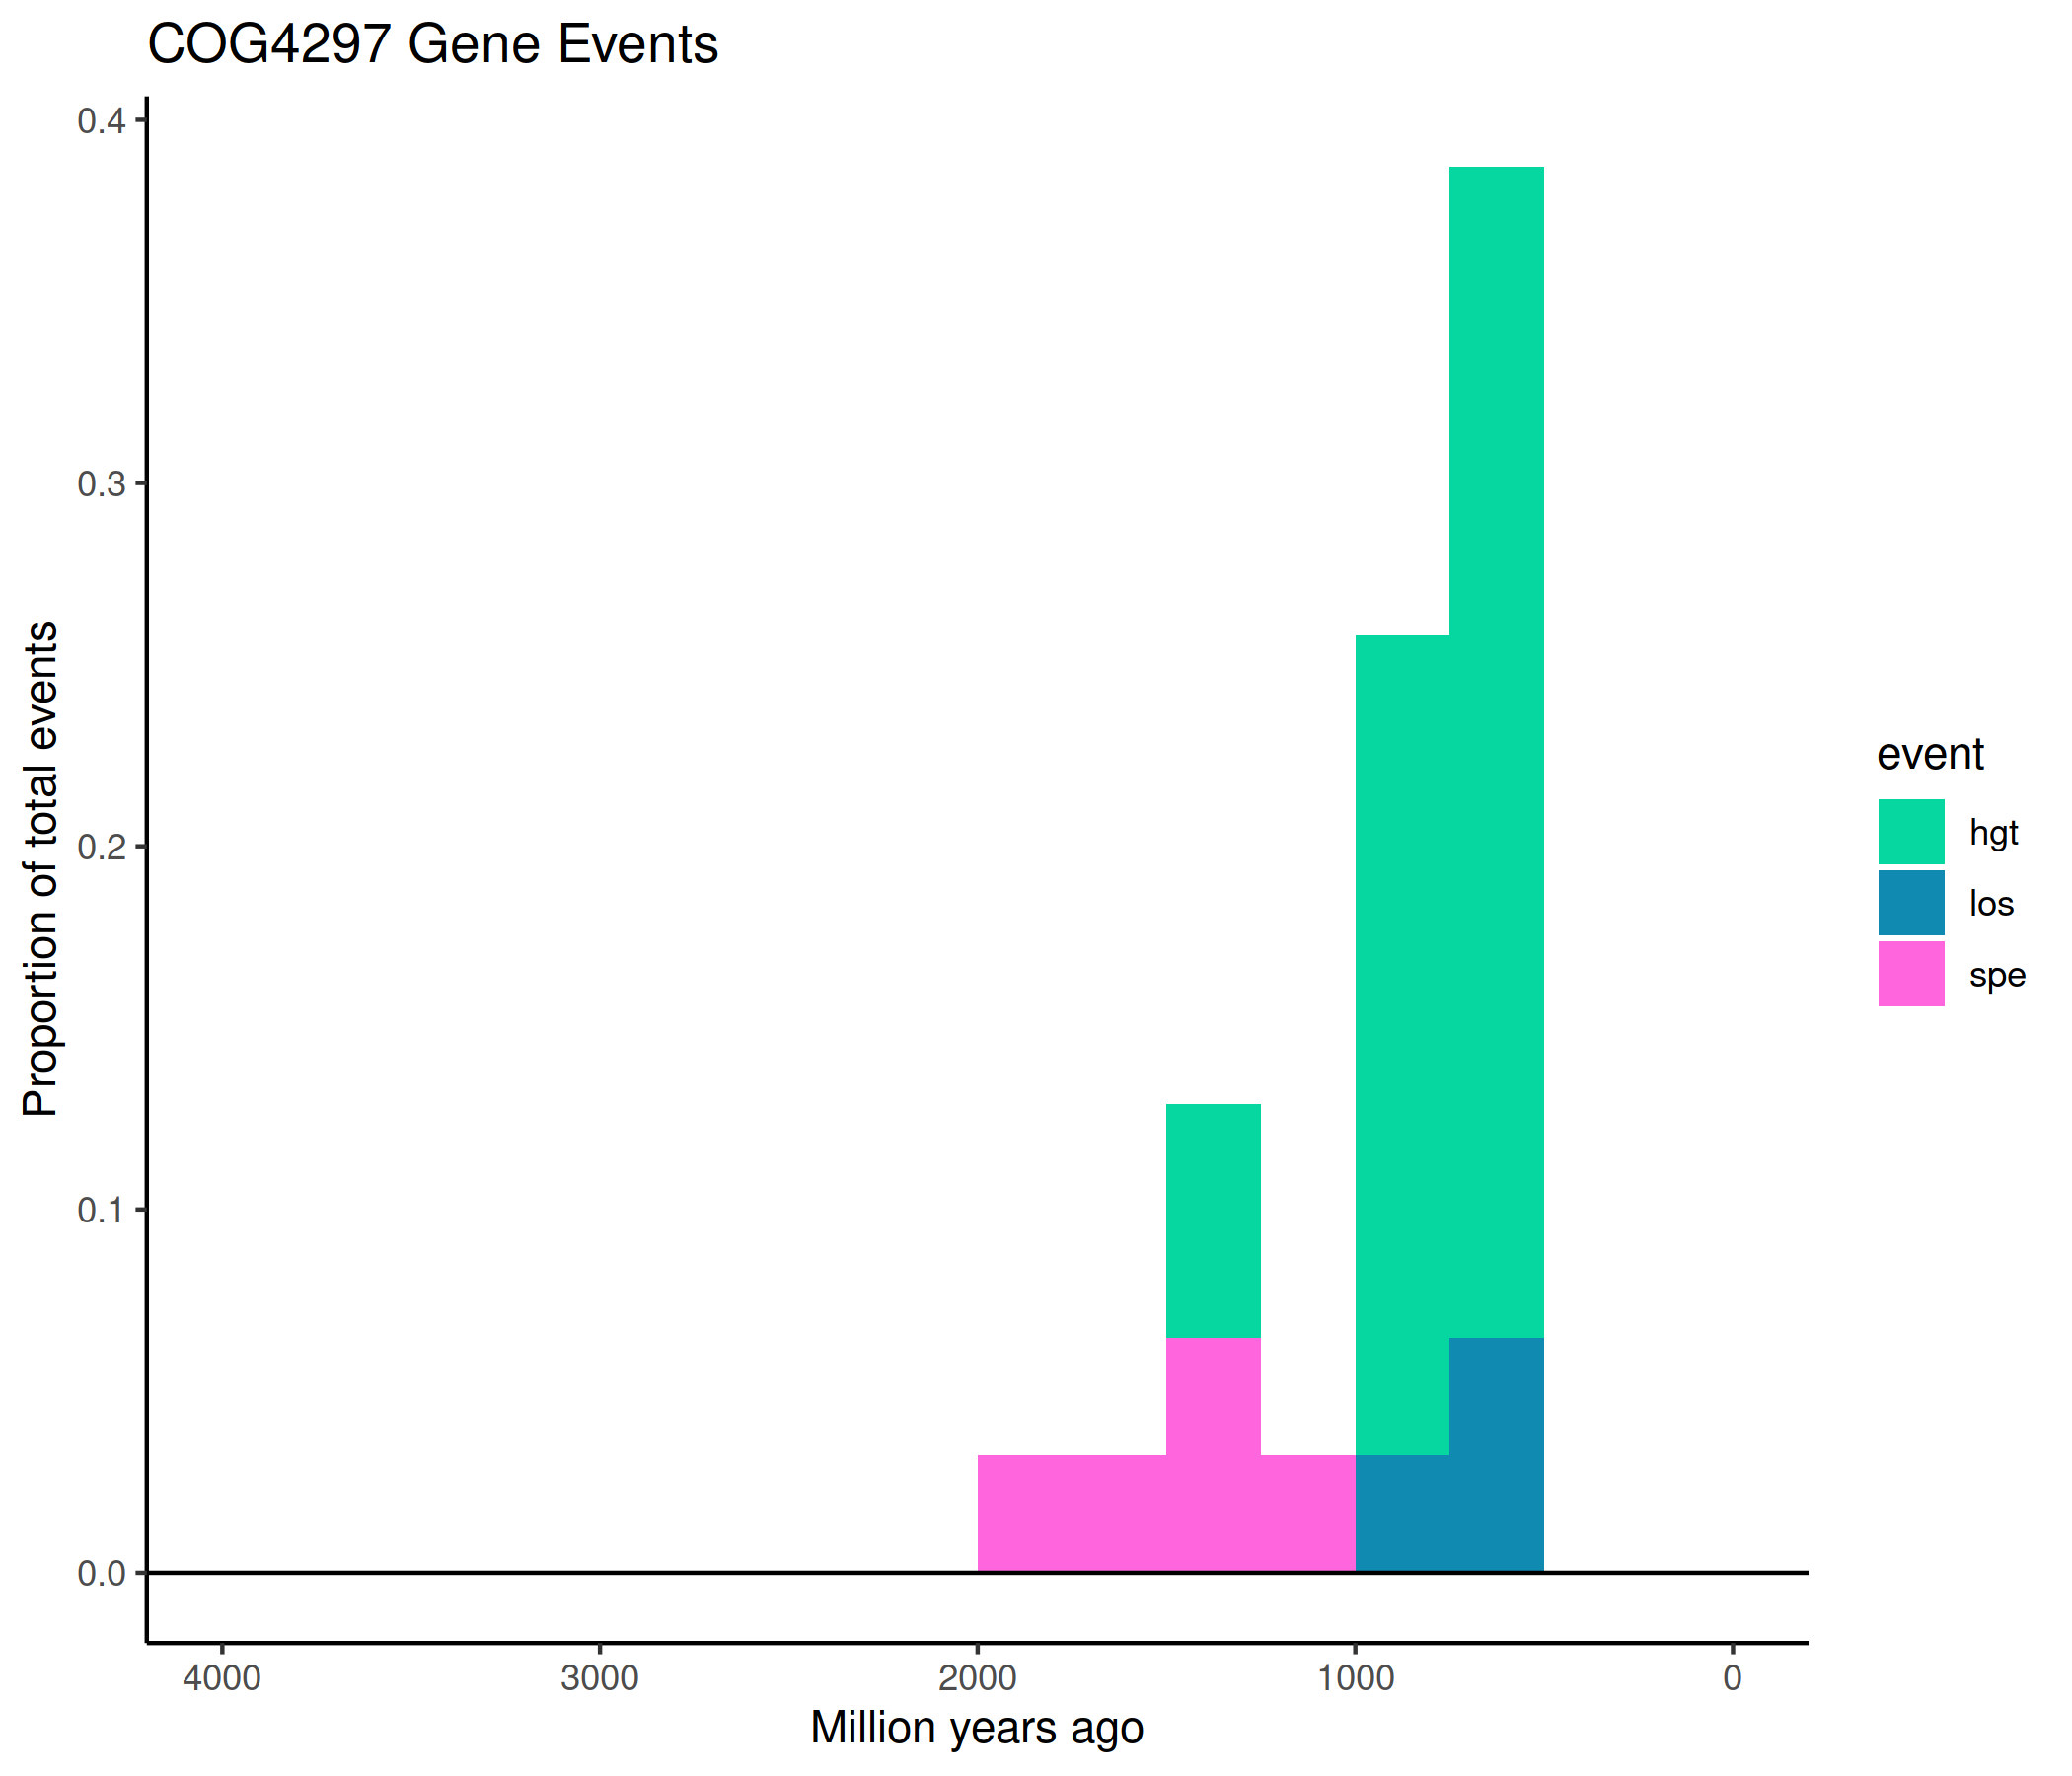 COG4297 Gene Events
Proportion of total events
0.4
0.3
0.2
0.1
0.0
4000 3000 2000 1000 0
Million years ago
event
hgt
los
spe